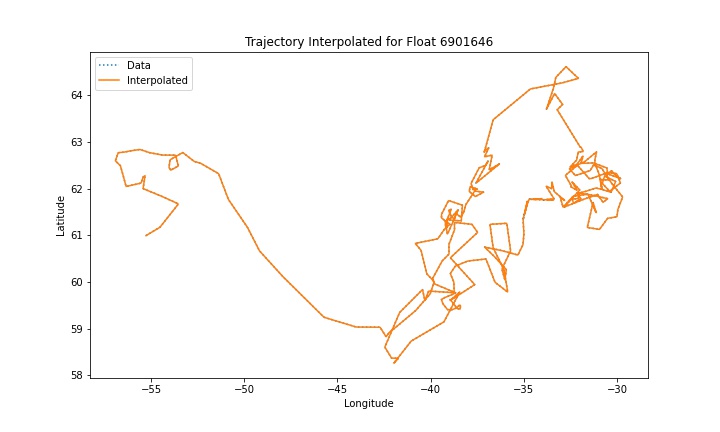 Trajectory Interpolated for Float 6901646
Data
Interpolated
64
63
62
61
60
59
58
Latitude
−55
−50
−45
−40
−35
−30
Longitude